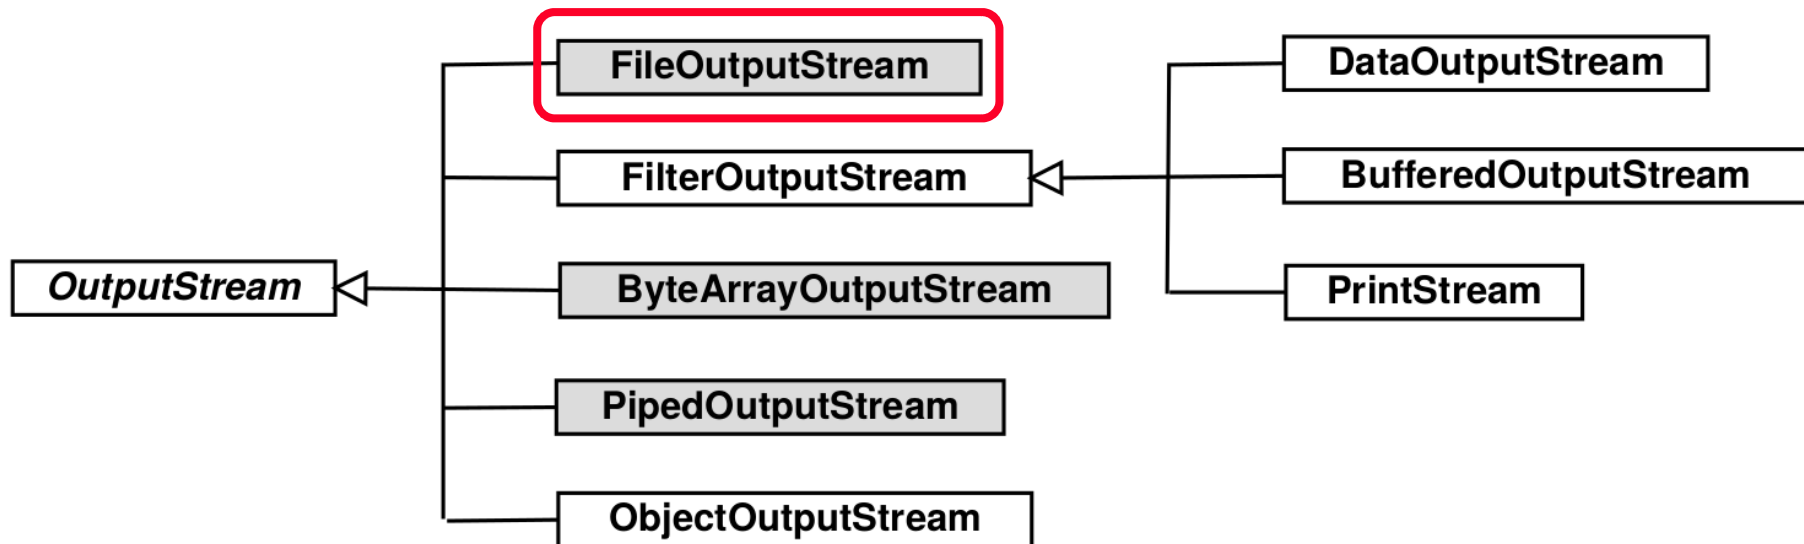 FileOutputStream
DataOutputStream
FilterOutputStream
BufferedOutputStream
OutputStream
ByteArrayOutputStream
PrintStream
PipedOutputStream
ObjectOutputStream